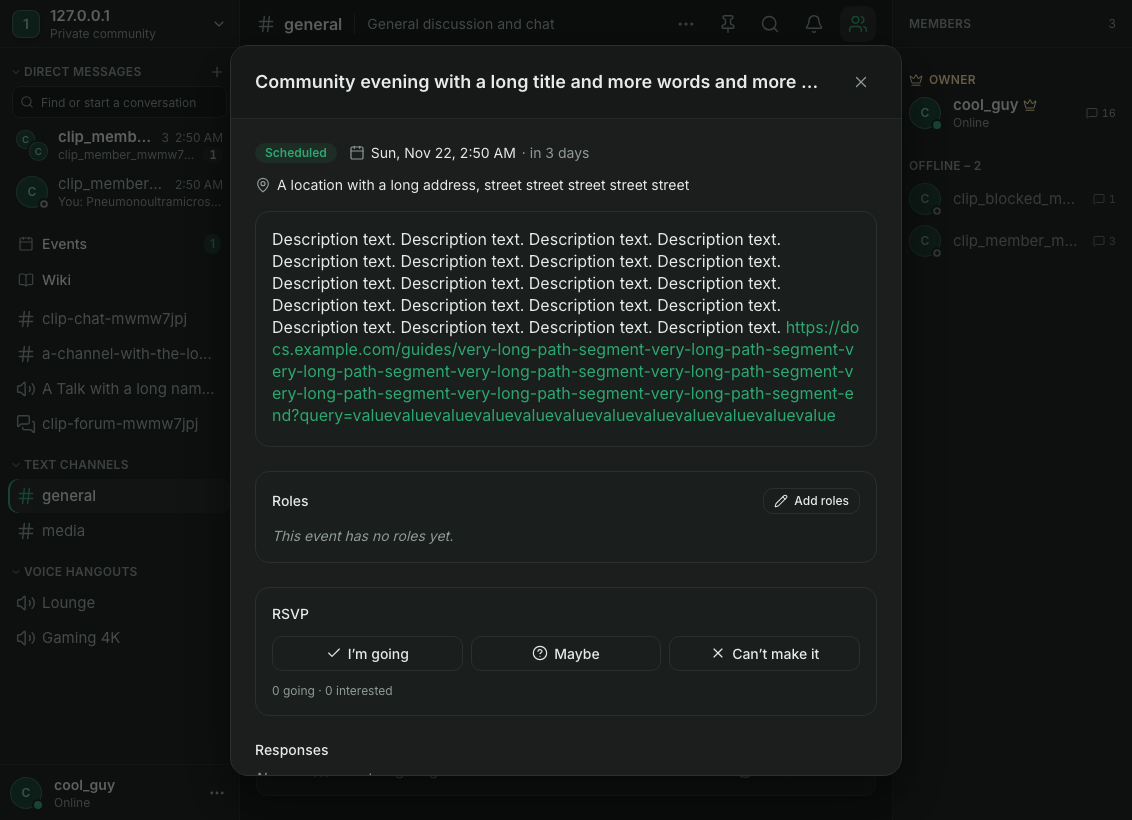 1
127.0.0.1
Private community
DIRECT MESSAGES
Find or start a conversation
C
C
clip_memb...
3
2:50 AM
clip_member_mwmw7...
1
C
clip_member...
2:50 AM
You: Pneumonoultramicros...
Events
1
Wiki
clip-chat-mwmw7jpj
a-channel-with-the-lo...
A Talk with a long nam...
clip-forum-mwmw7jpj
TEXT CHANNELS
general
media
VOICE HANGOUTS
Lounge
Gaming 4K
C
cool_guy
Online
general
General discussion and chat
Community evening with a long title and more words and more ...
Scheduled
Sun, Nov 22, 2:50 AM · in 3 days
A location with a long address, street street street street street
Description text. Description text. Description text. Description text.
Description text. Description text. Description text. Description text.
Description text. Description text. Description text. Description text.
Description text. Description text. Description text. Description text.
Description text. Description text. Description text. Description text. https://do
cs.example.com/guides/very-long-path-segment-very-long-path-segment-v
ery-long-path-segment-very-long-path-segment-very-long-path-segment-v
ery-long-path-segment-very-long-path-segment-very-long-path-segment-e
nd?query=valuevaluevaluevaluevaluevaluevaluevaluevaluevaluevaluevalue
Roles
Add roles
This event has no roles yet.
RSVP
I’m going
Maybe
Can’t make it
0 going · 0 interested
Responses
MEMBERS
3
OWNER
C
cool_guy
16
Online
OFFLINE – 2
C
clip_blocked_m...
1
C
clip_member_m...
3